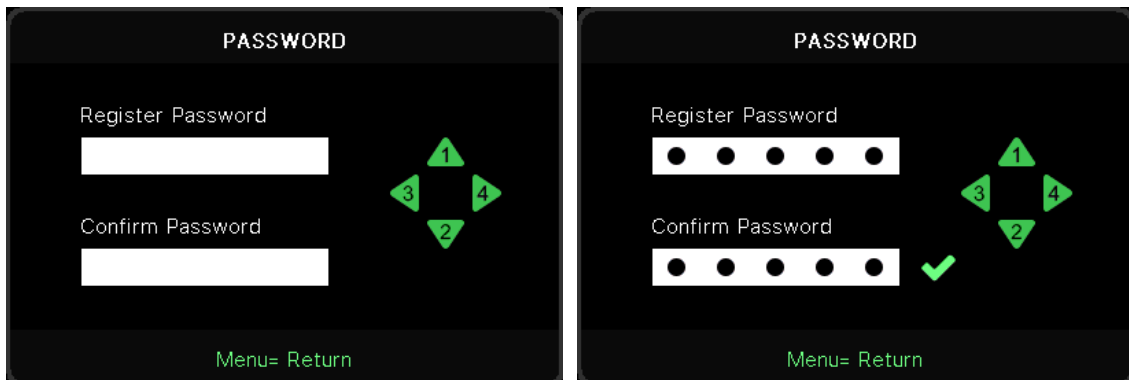 PASSWORD
Register Password
1
3 4
Confirm Password
2
Menu= Return
PASSWORD
Register Password
1
3 4
Confirm Password
2
Menu= Return